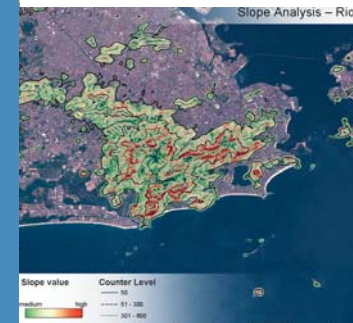 Slope Analysis – Rio
Slope value
medium high
Counter Level
50
51 - 300
301 - 800